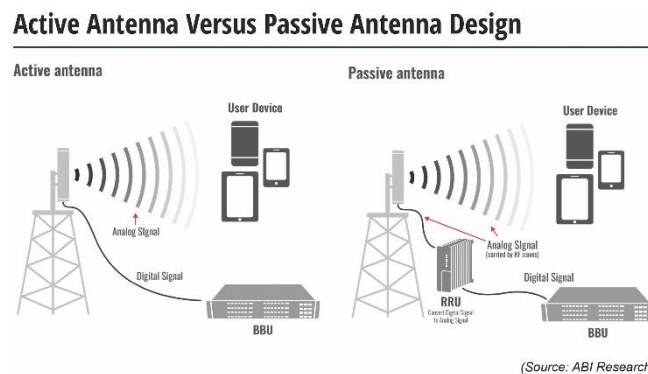 Active Antenna Versus Passive Antenna Design
Active antenna
User Device
Analog SIgnal
Digital Signal
BBU
Passive antenna
User Device
Analog SIgnal
(carried by RF waves)
Digital Signal
RRU
Convert Digital Signal
to Analog Signal
BBU
(Source: ABI Research